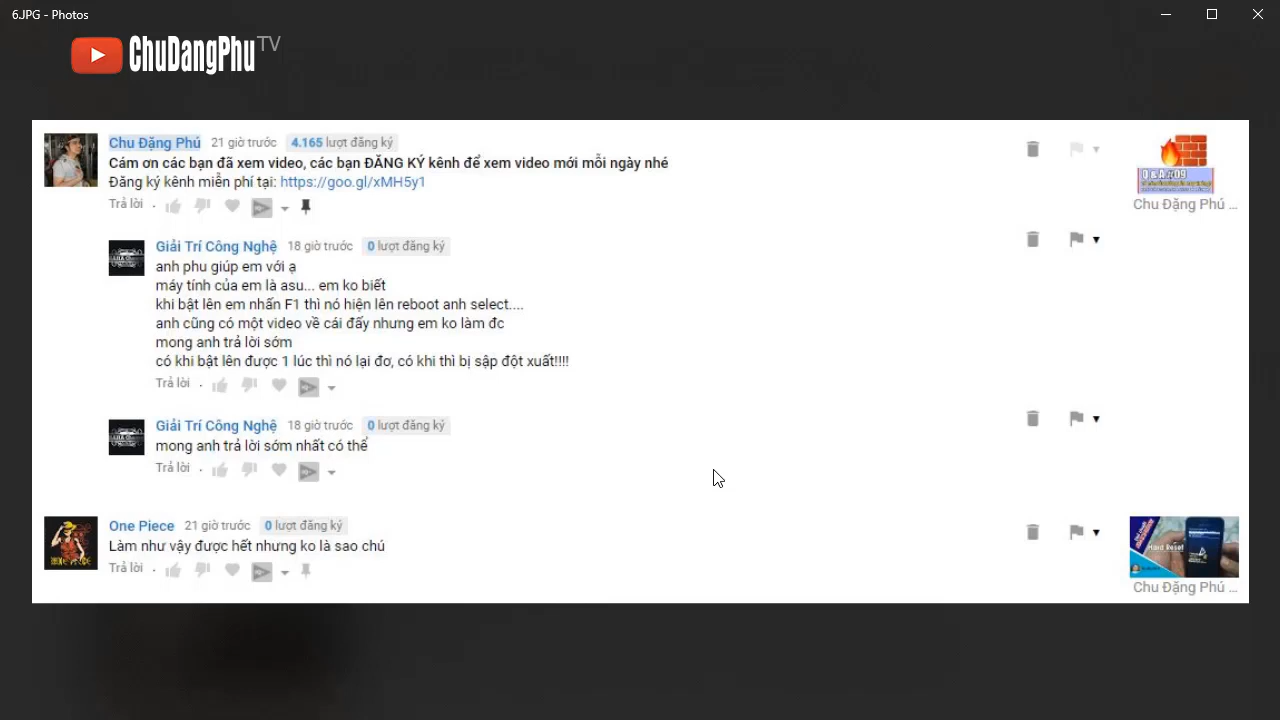 6.JPG - Photos
ChuDangPhu TV
Chu Đặng Phú 21 giờ trước 4.165 lượt đăng ký
Cám ơn các bạn đã xem video, các bạn ĐĂNG KÝ kênh để xem video mới mỗi ngày nhé
Đăng ký kênh miễn phí tại: https://goo.gl/xMH5y1
Trả lời ·
Q & A #09
Chu Đặng Phú ...
Giải Trí Công Nghệ 18 giờ trước 0 lượt đăng ký
anh phu giúp em với ạ
máy tính của em là asu... em ko biết
khi bật lên em nhấn F1 thì nó hiện lên reboot anh select....
anh cũng có một video về cái đấy nhưng em ko làm đc
mong anh trả lời sớm
có khi bật lên được 1 lúc thì nó lại đơ, có khi thì bị sập đột xuất!!!!
Trả lời ·
Giải Trí Công Nghệ 18 giờ trước 0 lượt đăng ký
mong anh trả lời sớm nhất có thể
Trả lời ·
One Piece 21 giờ trước 0 lượt đăng ký
Làm như vậy được hết nhưng ko là sao chú
Trả lời ·
Hard Reset
Chu Đặng Phú ...